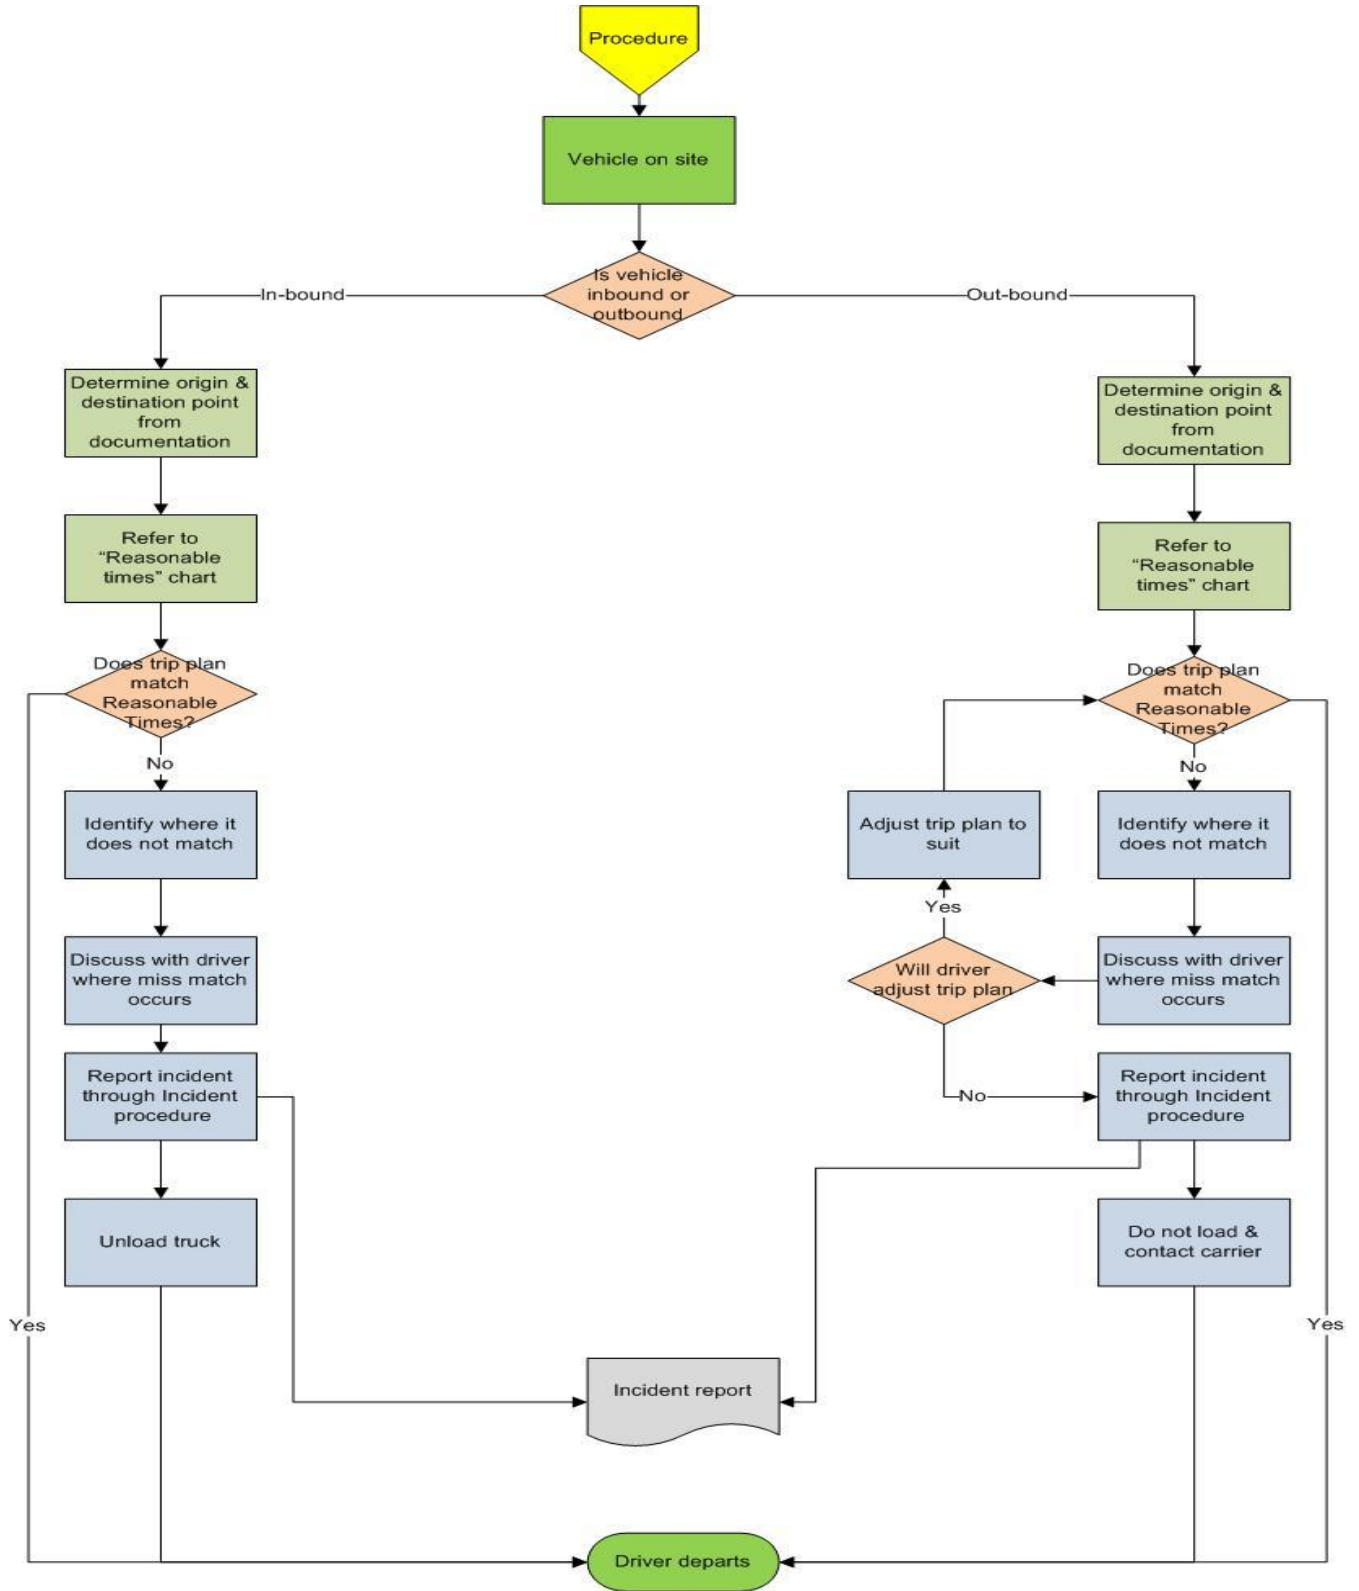 Procedure
Vehicle on site
Is vehicle
inbound or
outbound
In-bound
Out-bound
Determine origin &
destination point
from
documentation
Refer to
“Reasonable
times” chart
Does trip plan
match
Reasonable
Times?
No
Identify where it
does not match
Discuss with driver
where miss match
occurs
Report incident
through Incident
procedure
Unload truck
Yes
Determine origin &
destination point
from
documentation
Refer to
“Reasonable
times” chart
Does trip plan
match
Reasonable
Times?
No
Identify where it
does not match
Discuss with driver
where miss match
occurs
Will driver
adjust trip plan
Yes
Adjust trip plan to
suit
No
Report incident
through Incident
procedure
Do not load &
contact carrier
Yes
Incident report
Driver departs